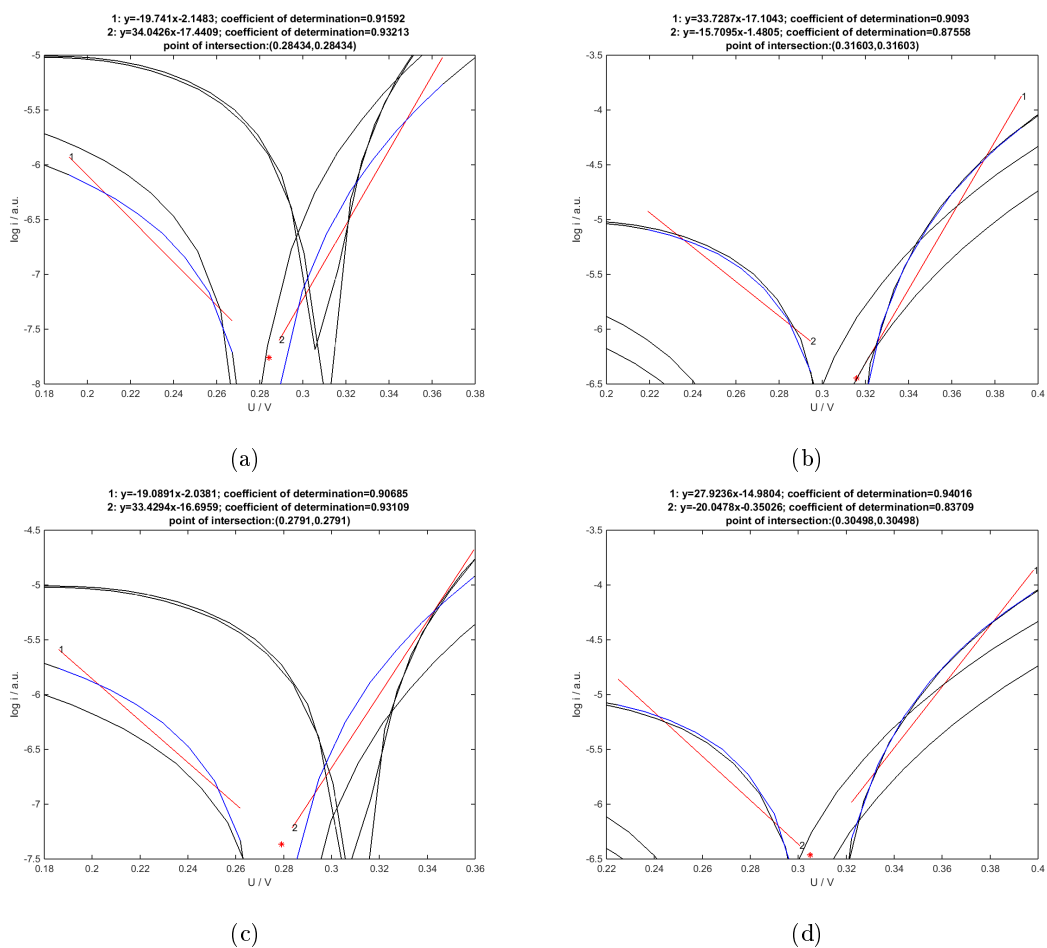 1: y=-19.741x-2.1483; coefficient of determination=0.91592
2: y=34.0426x-17.4409; coefficient of determination=0.93213
point of intersection:(0.28434,0.28434)
-5
-5.5
-6
-6.5
-7
-7.5
-8
log i / a.u.
1
2
0.18 0.2 0.22 0.24 0.26 0.28 0.3 0.32 0.34 0.36 0.38
U / V
(a)
1: y=33.7287x-17.1043; coefficient of determination=0.9093
2: y=-15.7095x-1.4805; coefficient of determination=0.87558
point of intersection:(0.31603,0.31603)
-3.5
-4
-4.5
-5
-5.5
-6
-6.5
log i / a.u.
1
2
0.2 0.22 0.24 0.26 0.28 0.3 0.32 0.34 0.36 0.38 0.4
U / V
(b)
1: y=-19.0891x-2.0381; coefficient of determination=0.90685
2: y=33.4294x-16.6959; coefficient of determination=0.93109
point of intersection:(0.2791,0.2791)
-4.5
-5
-5.5
-6
-6.5
-7
-7.5
log i / a.u.
1
2
0.18 0.2 0.22 0.24 0.26 0.28 0.3 0.32 0.34 0.36
U / V
(c)
1: y=27.9236x-14.9804; coefficient of determination=0.94016
2: y=-20.0478x-0.35026; coefficient of determination=0.83709
point of intersection:(0.30498,0.30498)
-3.5
-4
-4.5
-5
-5.5
-6
-6.5
log i / a.u.
1
2
0.22 0.24 0.26 0.28 0.3 0.32 0.34 0.36 0.38 0.4
U / V
(d)